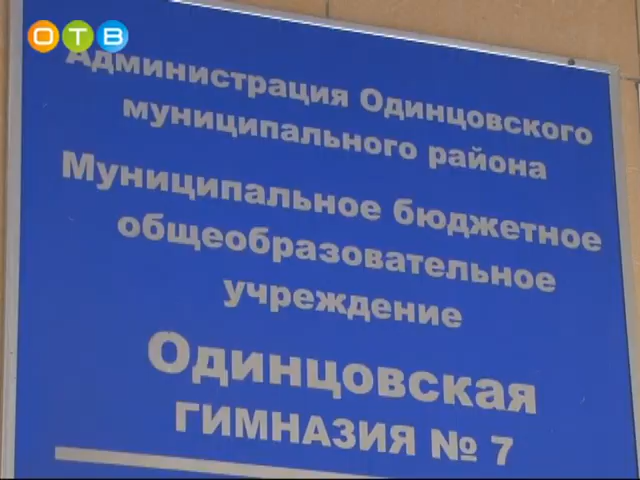 ОТВ
Администрация Одинцовского
муниципального района
Муниципальное бюджетное
общеобразовательное
учреждение
Одинцовская
ГИМНАЗИЯ № 7